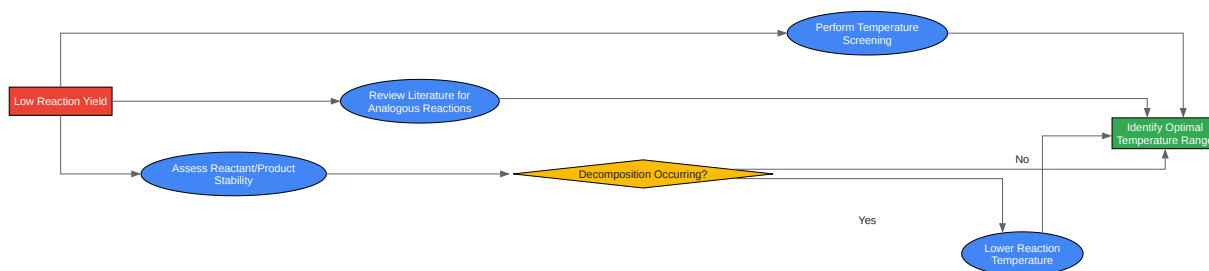 Perform Temperature
Screening
Low Reaction Yield
Review Literature for
Analogous Reactions
Identify Optimal
Temperature Range
No
Assess Reactant/Product
Stability
Decomposition Occurring?
Yes
Lower Reaction
Temperature